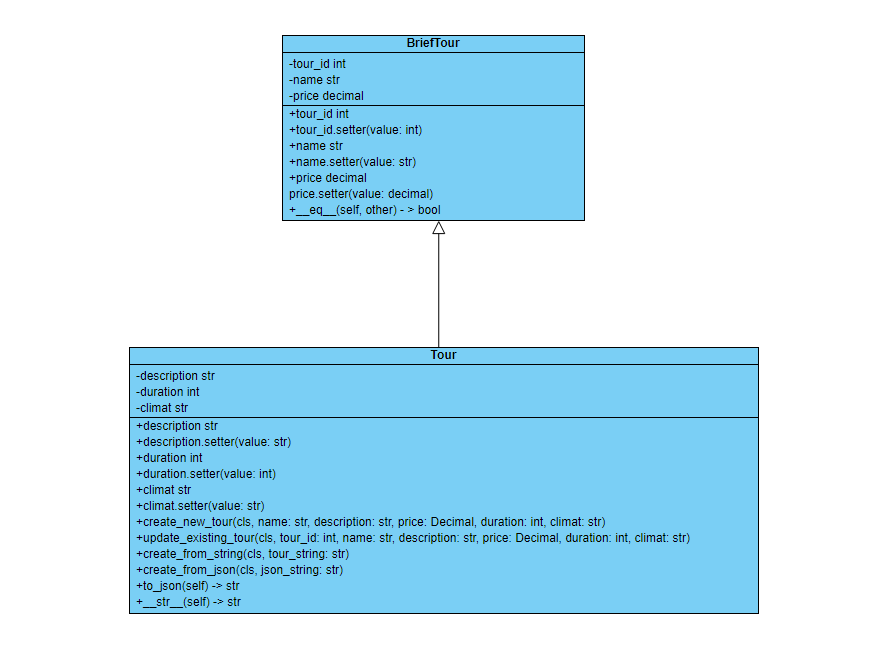 BriefTour
-tour_id int
-name str
-price decimal
+tour_id int
+tour_id.setter(value: int)
+name str
+name.setter(value: str)
+price decimal
price.setter(value: decimal)
+__eq__(self, other) - > bool
Tour
-description str
-duration int
-climat str
+description str
+description.setter(value: str)
+duration int
+duration.setter(value: int)
+climat str
+climat.setter(value: str)
+create_new_tour(cls, name: str, description: str, price: Decimal, duration: int, climat: str)
+update_existing_tour(cls, tour_id: int, name: str, description: str, price: Decimal, duration: int, climat: str)
+create_from_string(cls, tour_string: str)
+create_from_json(cls, json_string: str)
+to_json(self) -> str
+__str__(self) -> str